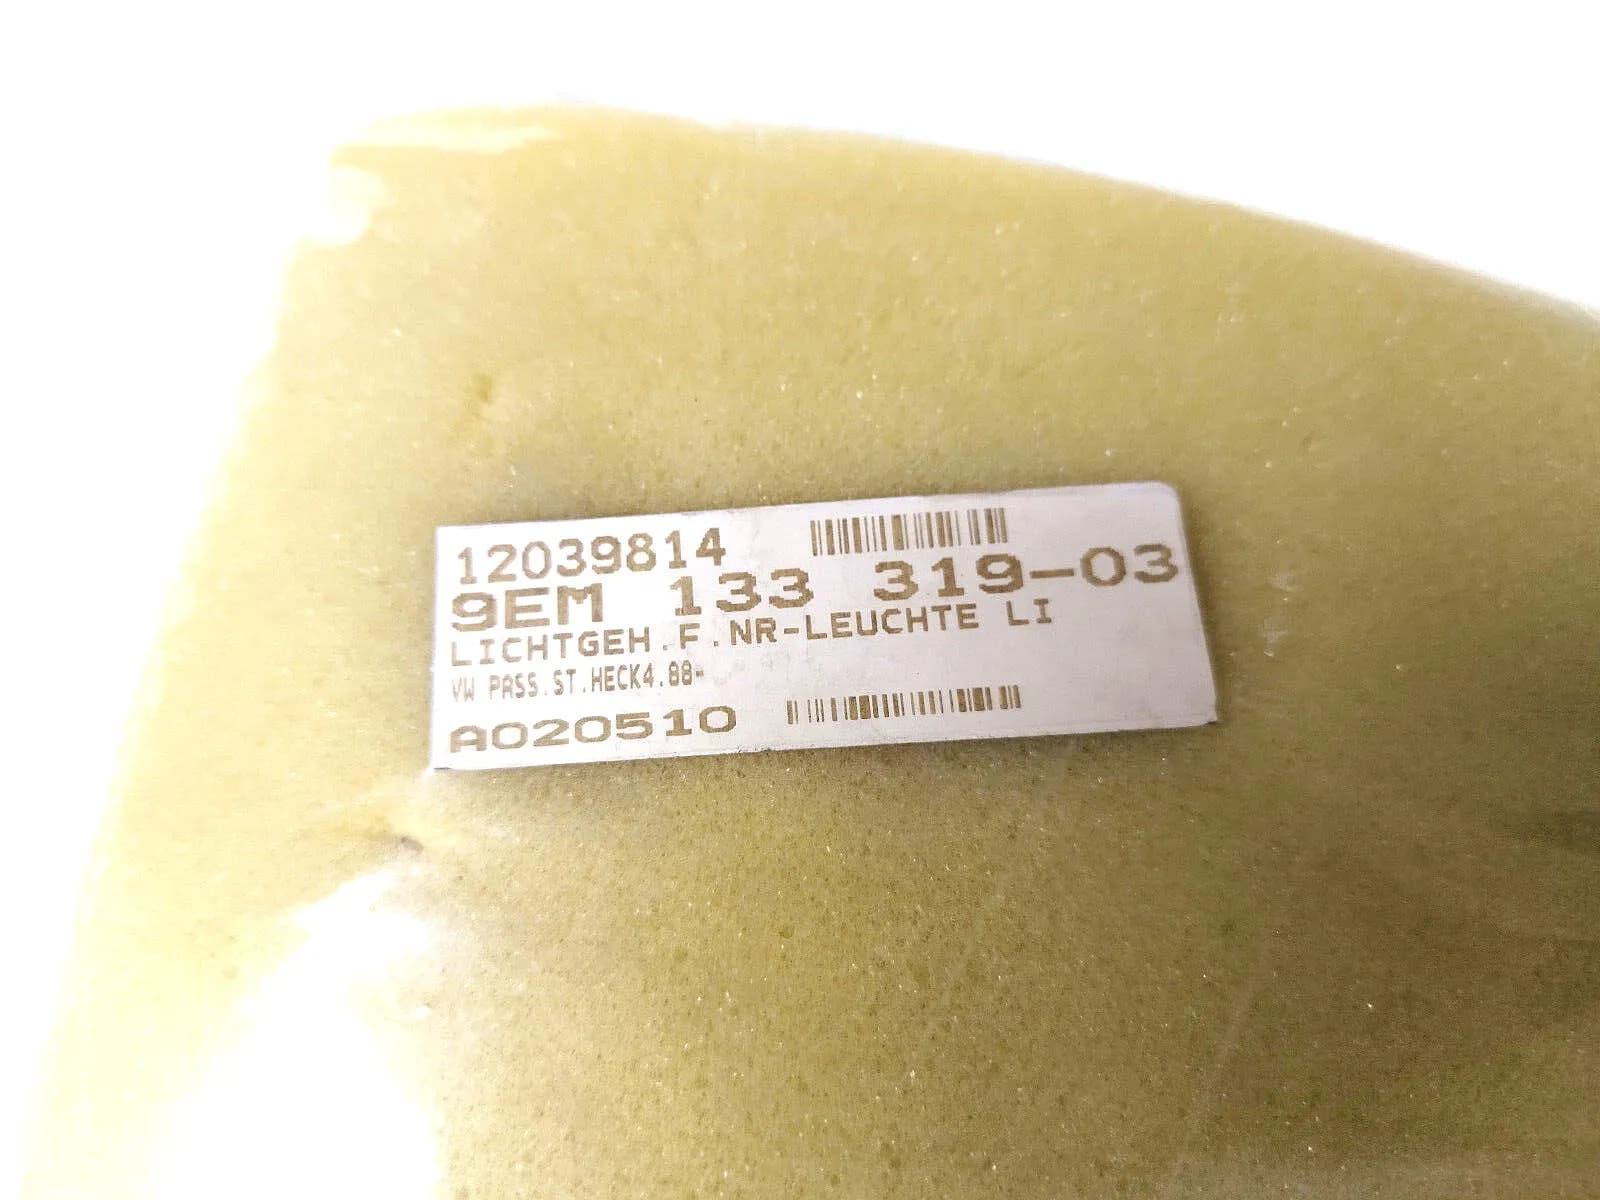 12039814
9EM 133 319-03
LICHTGEH.F.NR-LEUCHTE LI
VW PASS.ST.HECK4.88-
A020510